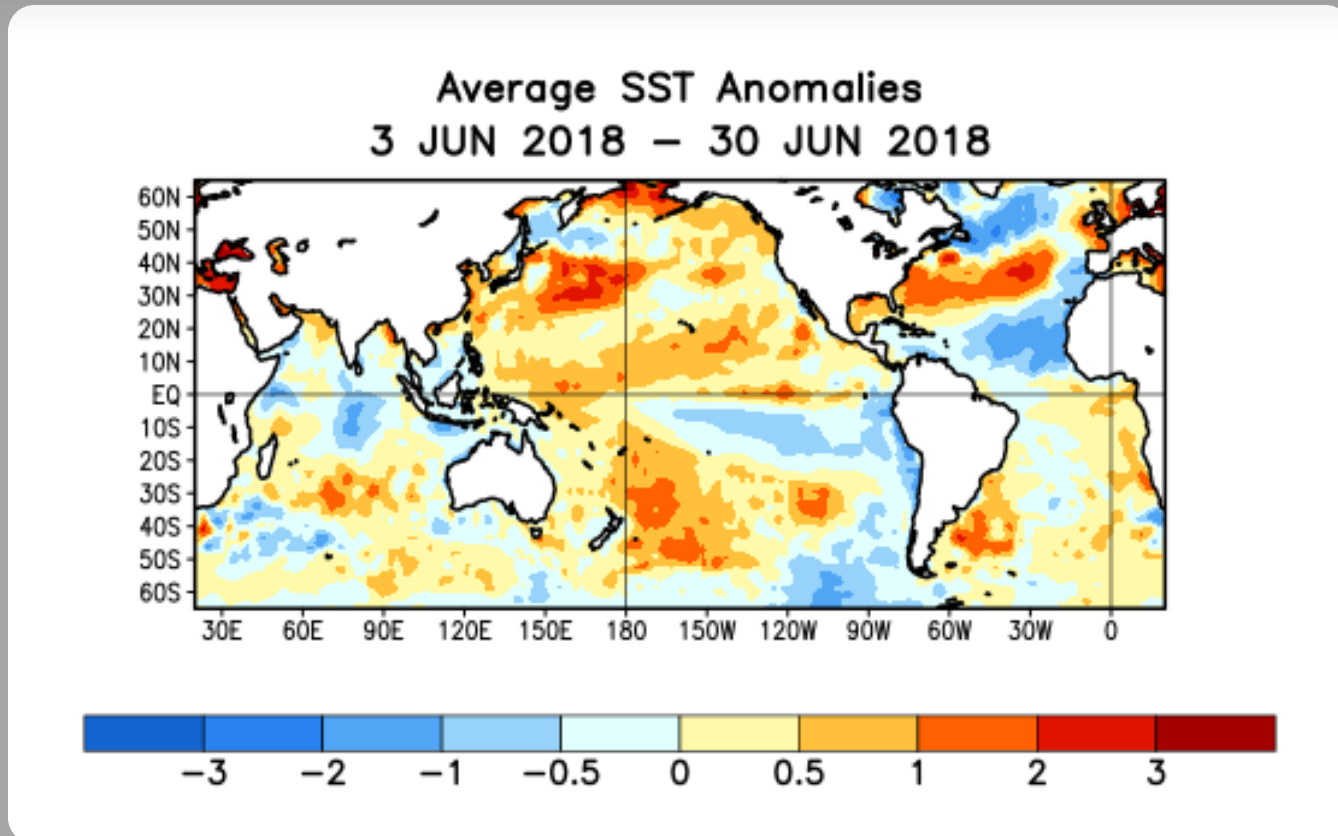 Average SST Anomalies
3 JUN 2018 – 30 JUN 2018
60N
50N
40N
30N
20N
10N
EQ
10S
20S
30S
40S
50S
60S
30E 60E 90E 120E 150E 180 150W 120W 90W 60W 30W 0
−3 −2 −1 −0.5 0 0.5 1 2 3